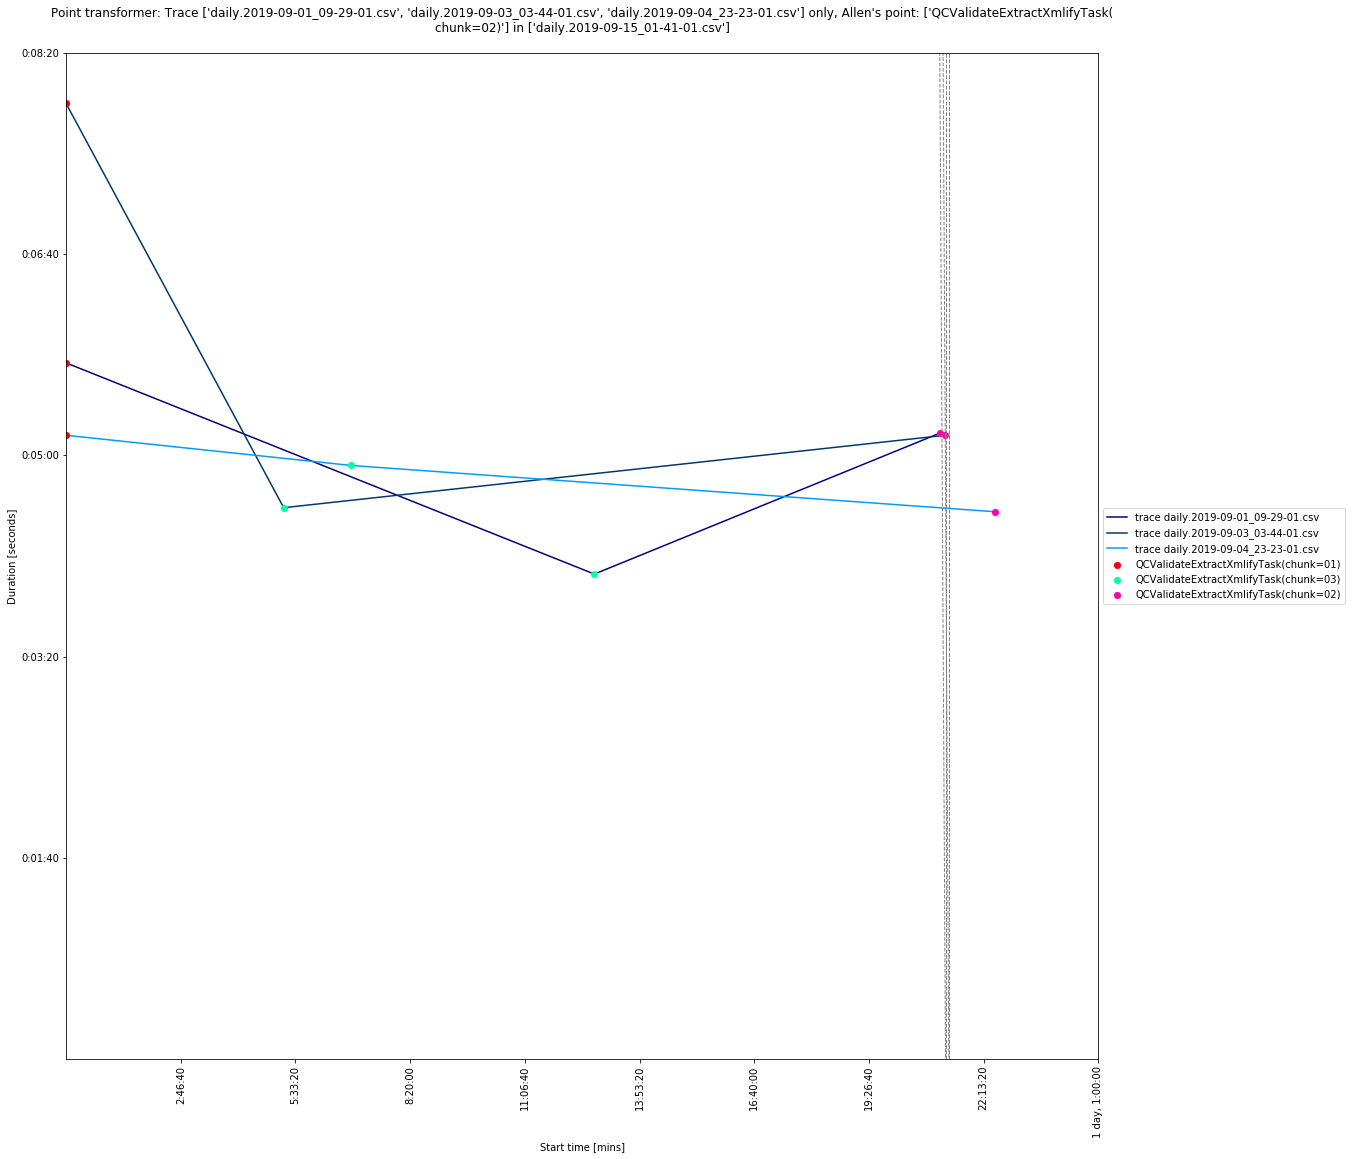 Point transformer: Trace ['daily.2019-09-01_09-29-01.csv', 'daily.2019-09-03_03-44-01.csv', 'daily.2019-09-04_23-23-01.csv'] only, Allen's point: ['QCValidateExtractXmlifyTask(
chunk=02)'] in ['daily.2019-09-15_01-41-01.csv']
0:08:20
0:06:40
0:05:00
0:03:20
0:01:40
Duration [seconds]
2:46:40
5:33:20
8:20:00
11:06:40
13:53:20
16:40:00
19:26:40
22:13:20
1 day, 1:00:00
Start time [mins]
trace daily.2019-09-01_09-29-01.csv
trace daily.2019-09-03_03-44-01.csv
trace daily.2019-09-04_23-23-01.csv
QCValidateExtractXmlifyTask(chunk=01)
QCValidateExtractXmlifyTask(chunk=03)
QCValidateExtractXmlifyTask(chunk=02)